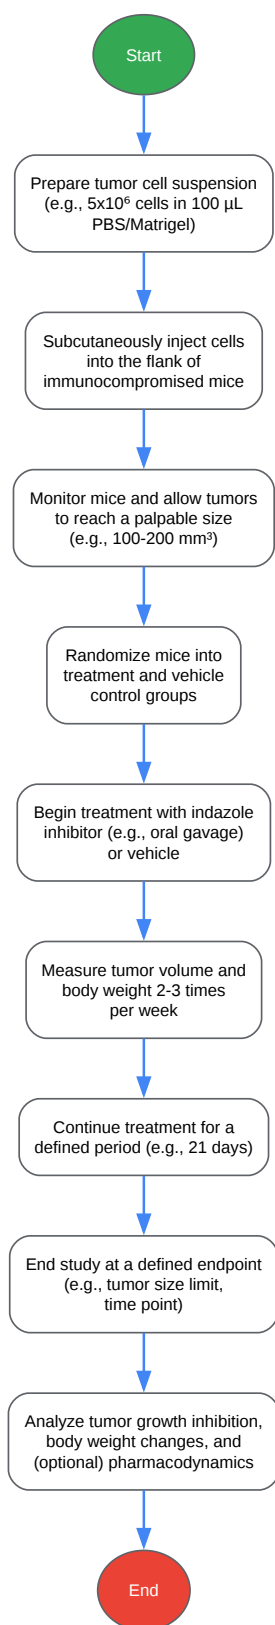 Start
Prepare tumor cell suspension
(e.g., 5x10⁶ cells in 100 µL
PBS/Matrigel)
Subcutaneously inject cells
into the flank of
immunocompromised mice
Monitor mice and allow tumors
to reach a palpable size
(e.g., 100-200 mm³)
Randomize mice into
treatment and vehicle
control groups
Begin treatment with indazole
inhibitor (e.g., oral gavage)
or vehicle
Measure tumor volume and
body weight 2-3 times
per week
Continue treatment for a
defined period (e.g., 21 days)
End study at a defined endpoint
(e.g., tumor size limit,
time point)
Analyze tumor growth inhibition,
body weight changes, and
(optional) pharmacodynamics
End